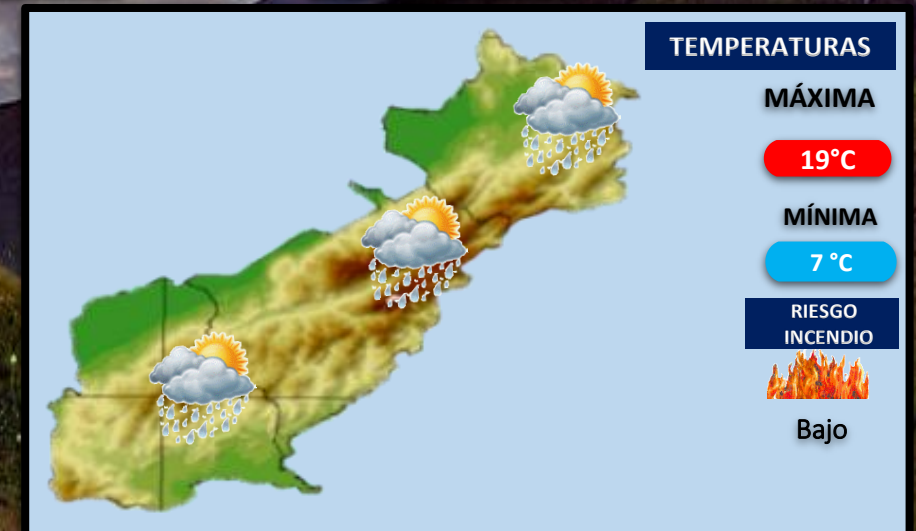 TEMPERATURAS
MÁXIMA
19°C
MÍNIMA
7 °C
RIESGO
INCENDIO
Bajo